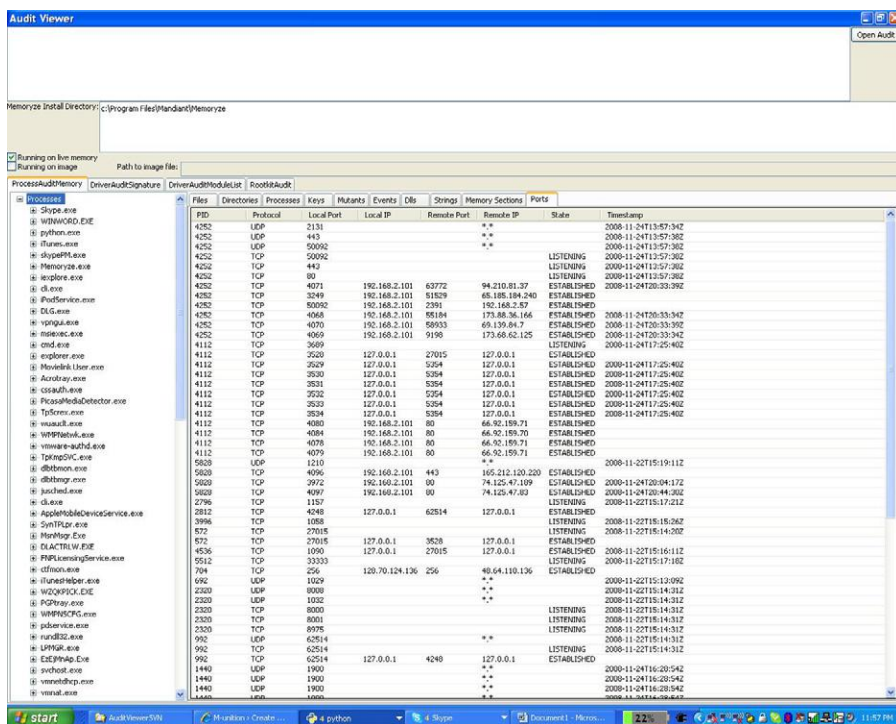 Audit Viewer
Open Audit
Memoryze Install Directory: c:\Program Files\Mandiant\Memoryze
Running on live memory
Running on image Path to image file:
ProcessAuditMemory DriverAuditSignature DriverAuditModuleList RootkitAudit
Processes
Skype.exe
WINWORD.EXE
python.exe
iTunes.exe
skypePM.exe
Memoryze.exe
iexplore.exe
cli.exe
iPodService.exe
DLG.exe
vpngui.exe
msiexec.exe
cmd.exe
explorer.exe
Movielink User.exe
Acrotray.exe
cssauth.exe
PicasaMediaDetector.exe
TpScrex.exe
wuauclt.exe
WMPNetwk.exe
vmware-authd.exe
TpKmpSVC.exe
dbtbmon.exe
dbtbmgr.exe
jusched.exe
cli.exe
AppleMobileDeviceService.exe
SynTPLpr.exe
MsnMsgr.Exe
DLACTRLW.EXE
FNPLicensingService.exe
ctfmon.exe
iTunesHelper.exe
WZQKPICK.EXE
PGPtray.exe
WMPNSCFG.exe
pdservice.exe
rundll32.exe
LPMGR.exe
EzEjMnAp.Exe
svchost.exe
vmnetdhcp.exe
vmnat.exe
Files Directories Processes Keys Mutants Events Dlls Strings Memory Sections Ports
PID Protocol Local Port Local IP Remote Port Remote IP State Timestamp
4252 UDP 2131 *.* 2008-11-24T13:57:34Z
4252 UDP 443 *.* 2008-11-24T13:57:38Z
4252 UDP 50092 *.* 2008-11-24T13:57:38Z
4252 TCP 50092 LISTENING 2008-11-24T13:57:38Z
4252 TCP 443 LISTENING 2008-11-24T13:57:38Z
4252 TCP 80 LISTENING 2008-11-24T13:57:38Z
4252 TCP 4071 192.168.2.101 63772 94.210.81.37 ESTABLISHED 2008-11-24T20:33:39Z
4252 TCP 3249 192.168.2.101 51529 65.185.184.240 ESTABLISHED
4252 TCP 50092 192.168.2.101 2391 192.168.2.57 ESTABLISHED
4252 TCP 4068 192.168.2.101 55184 173.88.36.166 ESTABLISHED 2008-11-24T20:33:34Z
4252 TCP 4070 192.168.2.101 58933 69.139.84.7 ESTABLISHED 2008-11-24T20:33:39Z
4252 TCP 4069 192.168.2.101 9198 173.68.62.125 ESTABLISHED 2008-11-24T20:33:34Z
4112 TCP 3689 LISTENING 2008-11-24T17:25:40Z
4112 TCP 3528 127.0.0.1 27015 127.0.0.1 ESTABLISHED
4112 TCP 3529 127.0.0.1 5354 127.0.0.1 ESTABLISHED 2008-11-24T17:25:40Z
4112 TCP 3530 127.0.0.1 5354 127.0.0.1 ESTABLISHED 2008-11-24T17:25:40Z
4112 TCP 3531 127.0.0.1 5354 127.0.0.1 ESTABLISHED 2008-11-24T17:25:40Z
4112 TCP 3532 127.0.0.1 5354 127.0.0.1 ESTABLISHED 2008-11-24T17:25:40Z
4112 TCP 3533 127.0.0.1 5354 127.0.0.1 ESTABLISHED 2008-11-24T17:25:40Z
4112 TCP 3534 127.0.0.1 5354 127.0.0.1 ESTABLISHED 2008-11-24T17:25:40Z
4112 TCP 4080 192.168.2.101 80 66.92.159.71 ESTABLISHED
4112 TCP 4084 192.168.2.101 80 66.92.159.70 ESTABLISHED
4112 TCP 4078 192.168.2.101 80 66.92.159.71 ESTABLISHED
4112 TCP 4079 192.168.2.101 80 66.92.159.71 ESTABLISHED
5828 UDP 1210 *.* 2008-11-22T15:19:11Z
5828 TCP 4096 192.168.2.101 443 165.212.120.220 ESTABLISHED
5828 TCP 3972 192.168.2.101 80 74.125.47.189 ESTABLISHED 2008-11-24T20:04:17Z
5828 TCP 4097 192.168.2.101 80 74.125.47.83 ESTABLISHED 2008-11-24T20:44:30Z
2796 TCP 1157 LISTENING 2008-11-22T15:17:21Z
2812 TCP 4248 127.0.0.1 62514 127.0.0.1 ESTABLISHED
3996 TCP 1058 LISTENING 2008-11-22T15:15:26Z
572 TCP 27015 LISTENING 2008-11-22T15:14:20Z
572 TCP 27015 127.0.0.1 3528 127.0.0.1 ESTABLISHED
4536 TCP 1090 127.0.0.1 27015 127.0.0.1 ESTABLISHED 2008-11-22T15:16:11Z
5512 TCP 33333 LISTENING 2008-11-22T15:17:18Z
704 TCP 256 128.70.124.136 256 48.64.110.136 ESTABLISHED
692 UDP 1029 *.* 2008-11-22T15:13:09Z
2320 UDP 8008 *.* 2008-11-22T15:14:31Z
2320 UDP 1032 *.* 2008-11-22T15:14:31Z
2320 TCP 8000 LISTENING 2008-11-22T15:14:31Z
2320 TCP 8001 LISTENING 2008-11-22T15:14:31Z
2320 TCP 8975 LISTENING 2008-11-22T15:14:31Z
992 UDP 62514 *.* 2008-11-22T15:14:31Z
992 TCP 62514 LISTENING 2008-11-22T15:14:31Z
992 TCP 62514 127.0.0.1 4248 127.0.0.1 ESTABLISHED
1440 UDP 1900 *.* 2008-11-24T16:20:54Z
1440 UDP 1900 *.* 2008-11-24T16:28:54Z
1440 UDP 1900 *.* 2008-11-24T16:28:54Z
start AuditViewerSVN M-unition › Create ... 4 python 4 Skype Document1 - Micros... 22% 11:57 PM